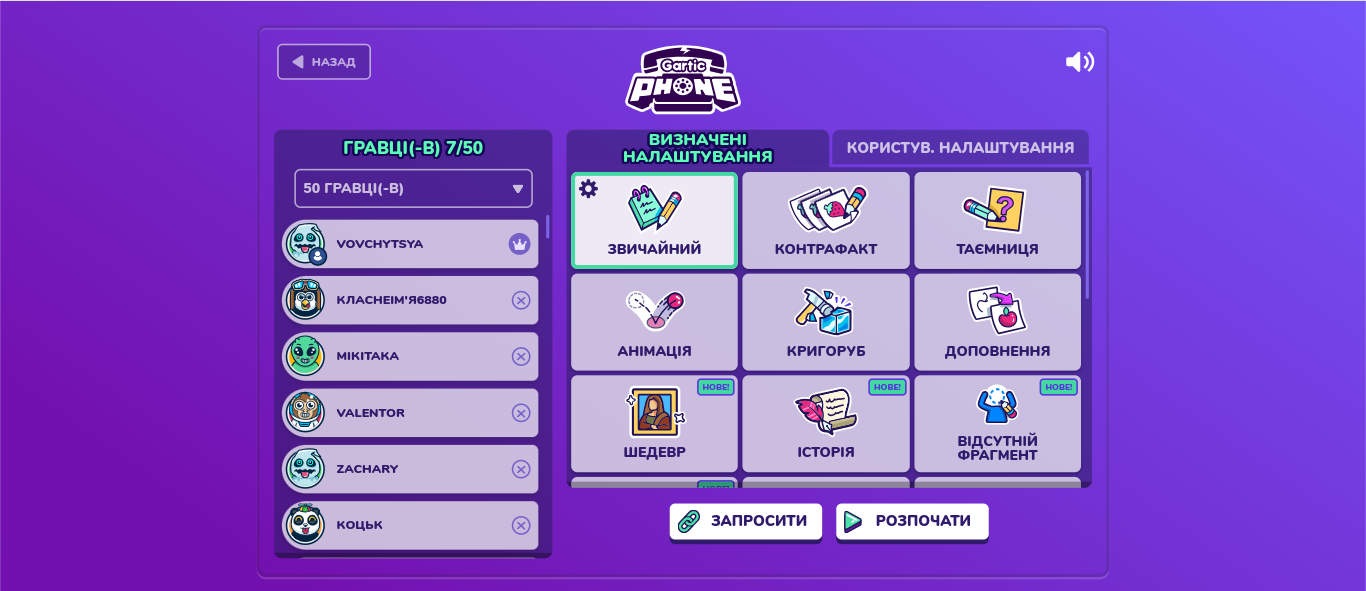 НАЗАД
Gartic
PHONE
ГРАВЦІ(-В) 7/50
50 ГРАВЦІ(-В)
VOVCHYTSYA
КЛАСНЕІМ'Я6880
МІКІТАКА
VALENTOR
ZACHARY
КОЦЬК
ВИЗНАЧЕНІ
НАЛАШТУВАННЯ
КОРИСТУВ. НАЛАШТУВАННЯ
ЗВИЧАЙНИЙ
КОНТРАФАКТ
ТАЄМНИЦЯ
АНІМАЦІЯ
КРИГОРУБ
ДОПОВНЕННЯ
НОВЕ!
ШЕДЕВР
НОВЕ!
ІСТОРІЯ
НОВЕ!
ВІДСУТНІЙ
ФРАГМЕНТ
НОВЕ!
ЗАПРОСИТИ
РОЗПОЧАТИ